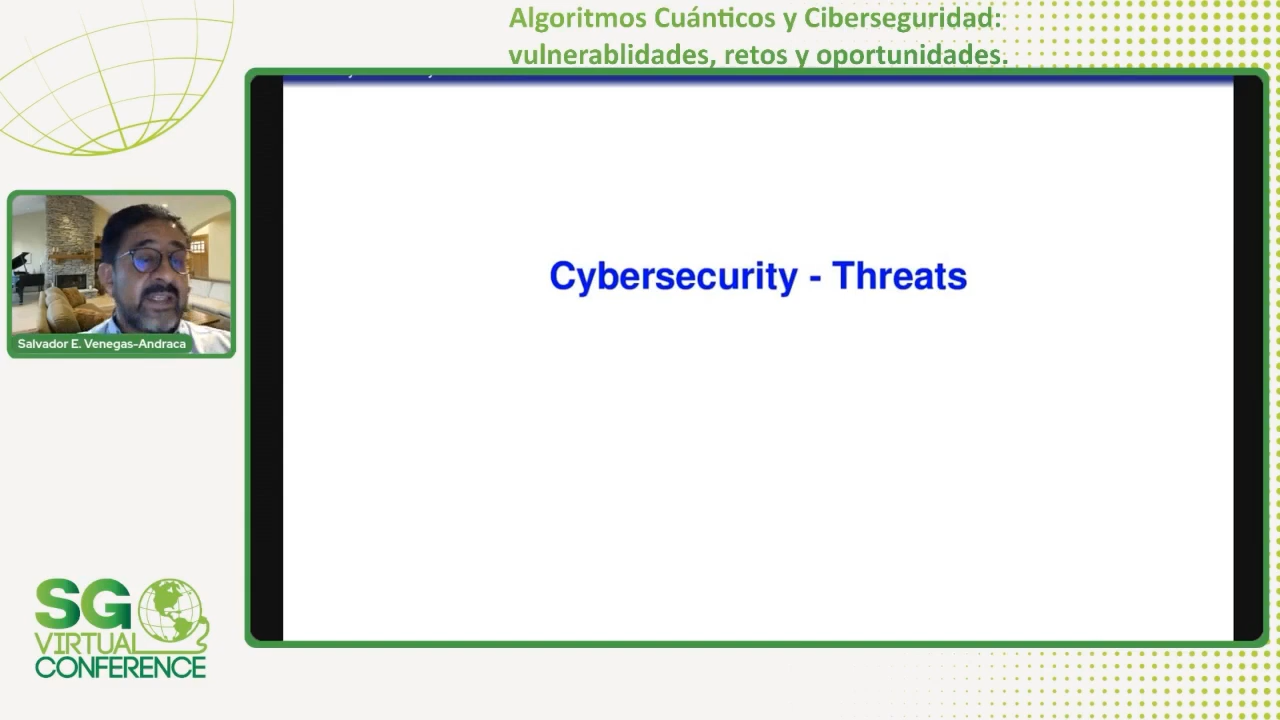 Algoritmos Cuánticos y Ciberseguridad:
vulnerablidades, retos y oportunidades.
Cybersecurity - Threats
Salvador E. Venegas-Andraca
SG
VIRTUAL
CONFERENCE